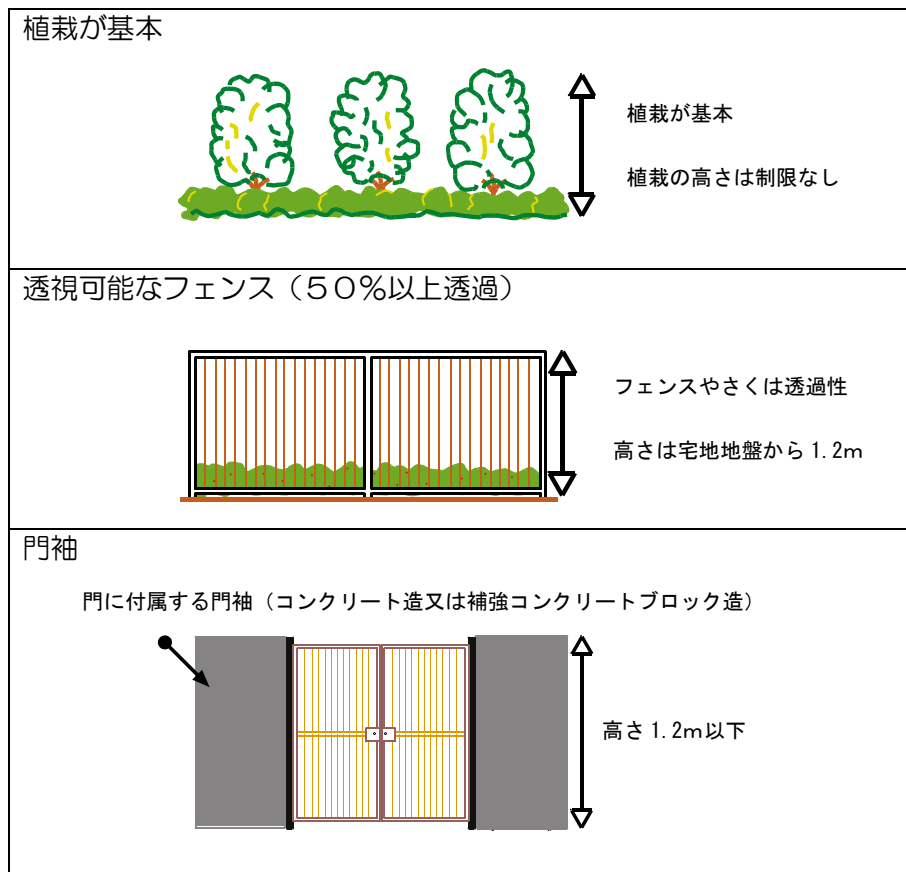 植栽が基本
植栽が基本
植栽の高さは制限なし
透視可能なフェンス（５０％以上透過）
フェンスやさくは透過性
高さは宅地地盤から 1.2m
門袖
門に付属する門袖（コンクリート造又は補強コンクリートブロック造）
高さ 1.2m以下